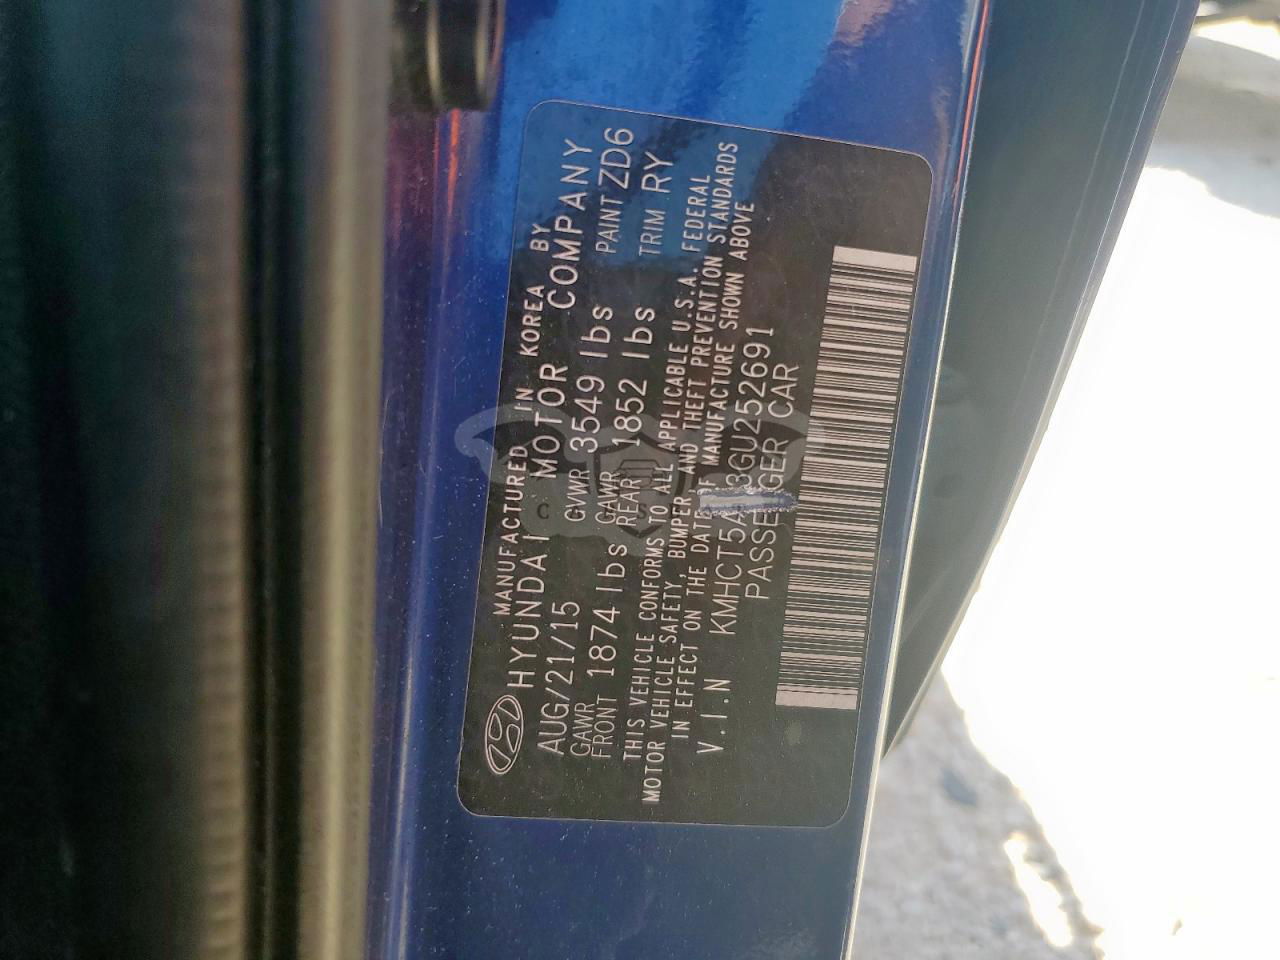 MANUFACTURED IN KOREA BY
HYUNDAI MOTOR COMPANY
AUG/21/15 GVWR 3549 lbs PAINT ZD6
GAWR FRONT 1874 lbs GAWR REAR 1852 lbs TRIM RY
THIS VEHICLE CONFORMS TO ALL APPLICABLE U.S.A. FEDERAL
MOTOR VEHICLE SAFETY, BUMPER AND THEFT PREVENTION STANDARDS
IN EFFECT ON THE DATE OF MANUFACTURE SHOWN ABOVE
V.I.N
PASSENGER CAR
C S